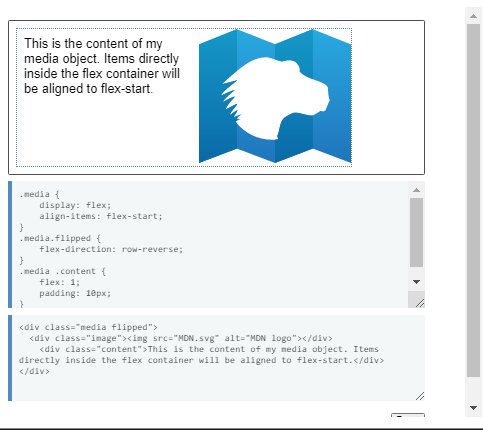 This is the content of my
media object. Items directly
inside the flex container will
be aligned to flex-start.
.media {
    display: flex;
    align-items: flex-start;
}
.media.flipped {
    flex-direction: row-reverse;
}
.media .content {
    flex: 1;
    padding: 10px;
}
<div class="media flipped">
  <div class="image"><img src="MDN.svg" alt="MDN logo"></div>
    <div class="content">This is the content of my media object. Items
directly inside the flex container will be aligned to flex-start.</div>
</div>